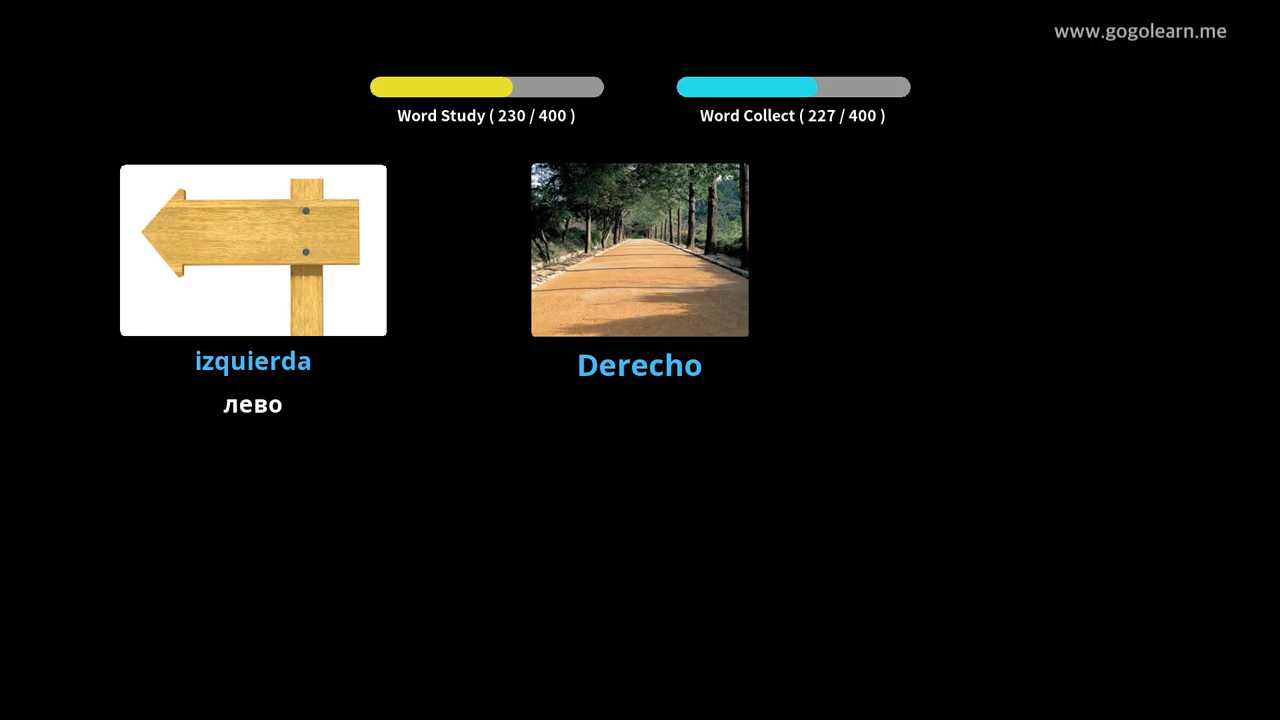 www.gogolearn.me
Word Study ( 230 / 400 )
Word Collect ( 227 / 400 )
izquierda
лево
Derecho